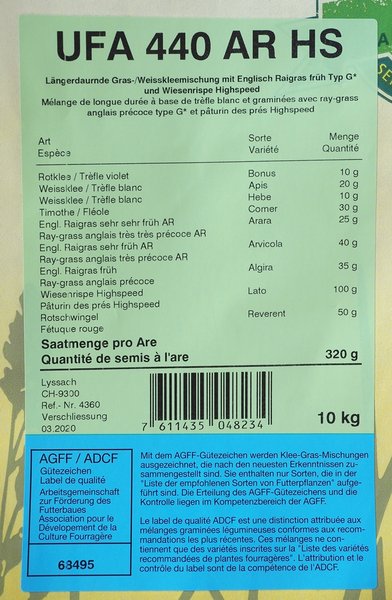 UFA 440 AR HS
Längerdaurnde Gras-/Weisskleemischung mit Englisch Raigras früh Typ G*
und Wiesenrispe Highspeed
Mélange de longue durée à base de trèfle blanc et graminées avec ray-grass
anglais précoce type G* et pâturin des prés Highspeed
Art Sorte Menge
Espèce Variété Quantité
Rotklee / Trèfle violet Bonus 10 g
Weissklee / Trèfle blanc Apis 20 g
Weissklee / Trèfle blanc Hebe 10 g
Timothe / Fléole Comer 30 g
Engl. Raigras sehr sehr früh AR Arara 25 g
Ray-grass anglais très très précoce AR
Engl. Raigras sehr früh AR Arvicola 40 g
Ray-grass anglais très précoce AR
Engl. Raigras früh Algira 35 g
Ray-grass anglais précoce
Wiesenrispe Highspeed Lato 100 g
Pâturin des prés Highspeed
Rotschwingel Reverent 50 g
Fétuque rouge
Saatmenge pro Are
Quantité de semis à l'are 320 g
Lyssach
CH-9300
Ref.- Nr. 4360
Verschliessung
03.2020
7 611435 048234
10 kg
AGFF / ADCF
Gütezeichen
Label de qualité
Arbeitsgemeinschaft
zur Förderung des
Futterbaues
Association pour le
Dévelopement de la
Culture Fourragère
68495
Mit dem AGFF-Gütezeichen werden Klee-Gras-Mischungen
ausgezeichnet, die nach den neuesten Erkenntnissen zu-
sammengestellt sind. Sie enthalten nur Sorten, die in der
"Liste der empfohlenen Sorten von Futterpflanzen" aufge-
führt sind. Die Erteilung des AGFF-Gütezeichens und die
Kontrolle liegen im Kompetenzbereich der AGFF.
Le label de qualité ADCF est une distinction attribuée aux
mélanges graminées légumineuses conformes aux recom-
mandations les plus récentes. Ces mélanges ne con-
tiennent que des variétés inscrites sur la "Liste des variétés
recommandées de plantes fourragères". L'attribution et le
contrôle du label sont de la compétence de l'ADCF.